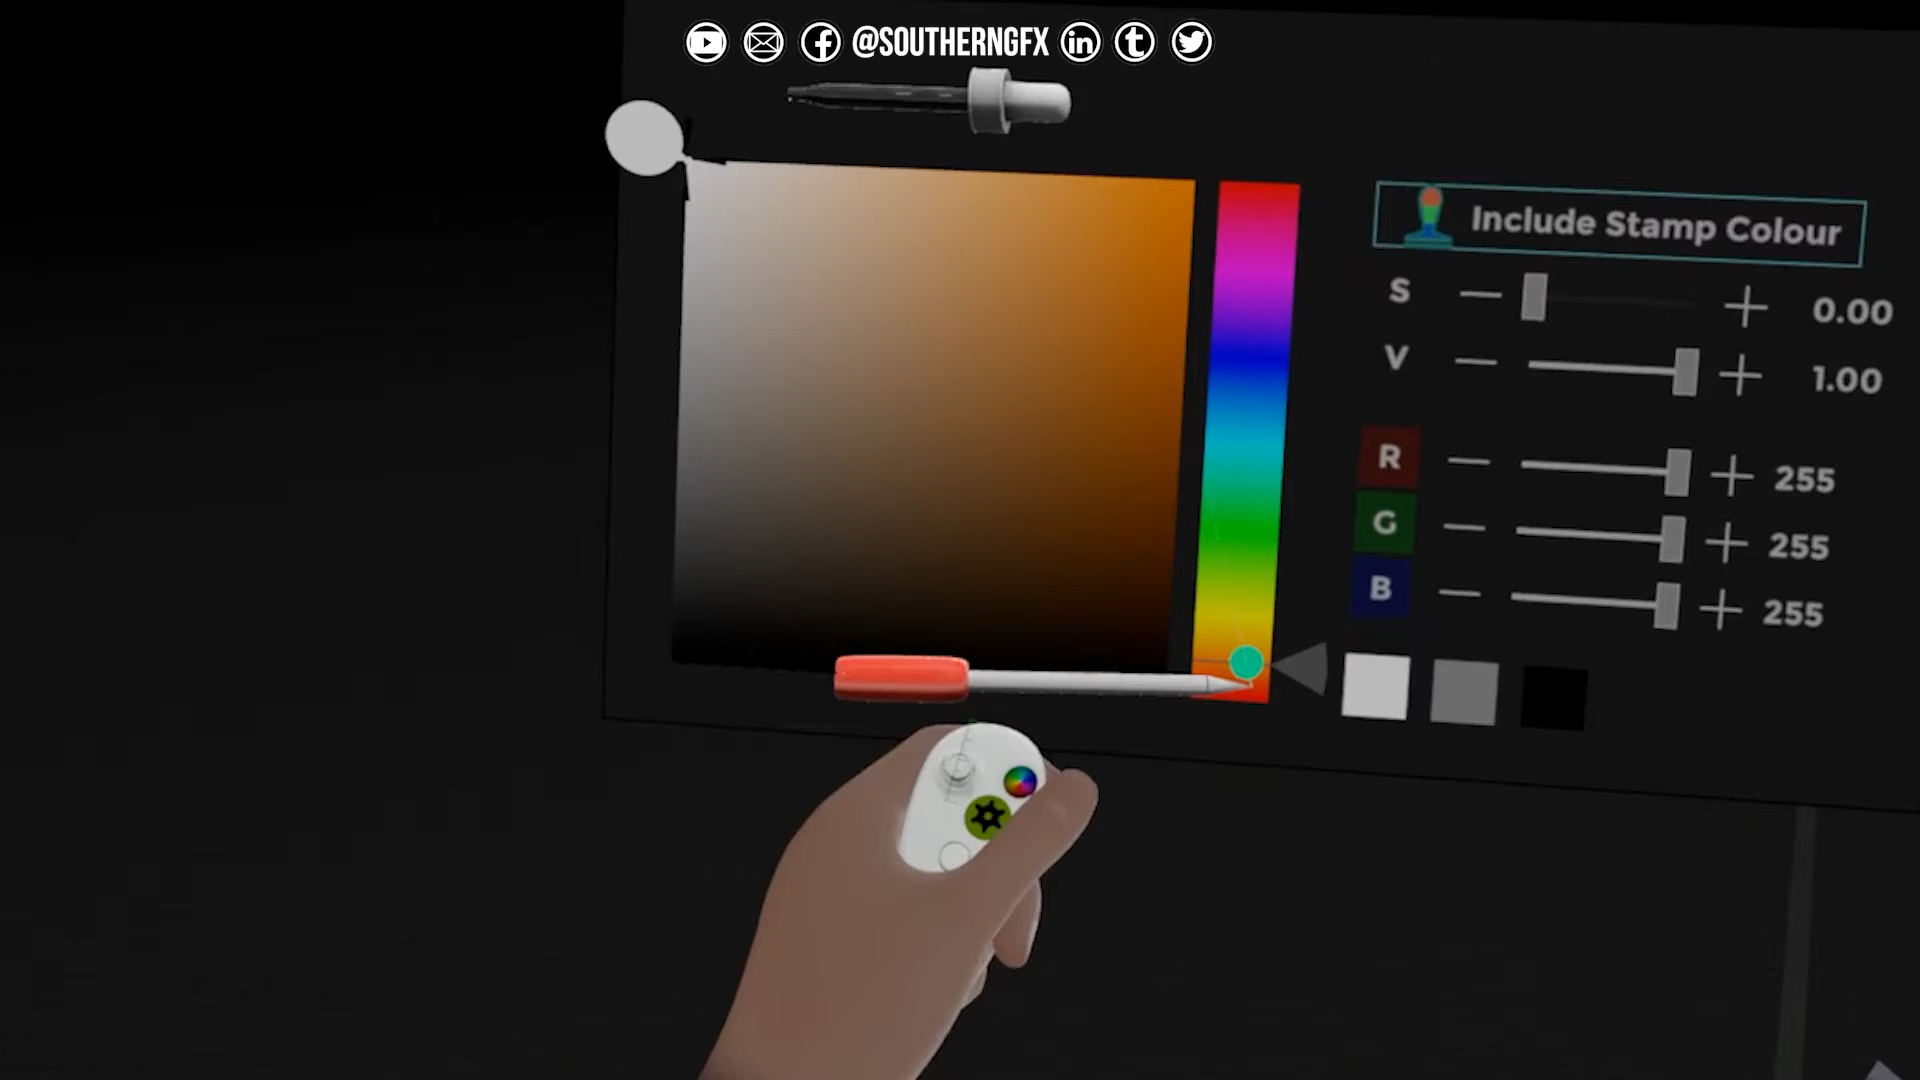 @SOUTHERNGFX
Include Stamp Colour
S 0.00
V 1.00
R 255
G 255
B 255